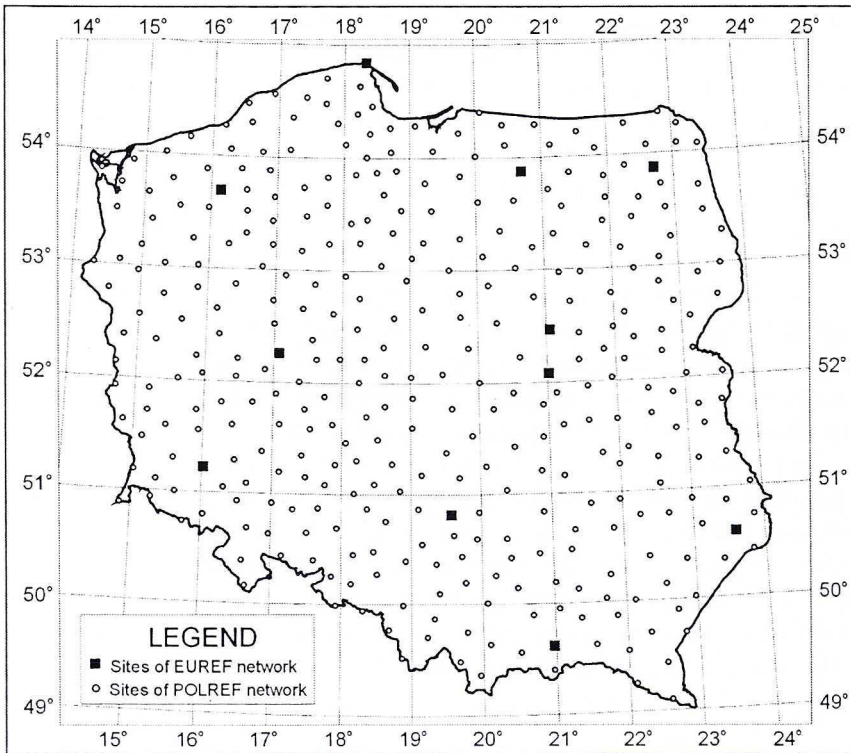 14° 15° 16° 17° 18° 19° 20° 21° 22° 23° 24° 25°
54° 54°
53° 53°
52° 52°
51° 51°
50° 50°
49° 49°
LEGEND
Sites of EUREF network
Sites of POLREF network
15° 16° 17° 18° 19° 20° 21° 22° 23° 24°